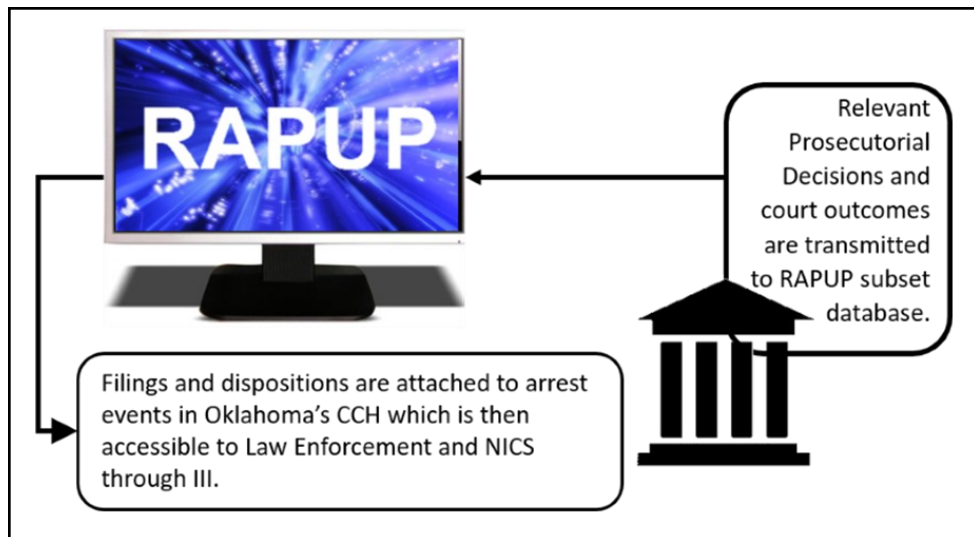 RAPUP
Relevant
Prosecutorial
Decisions and
court outcomes
are transmitted
to RAPUP subset
database.
Filings and dispositions are attached to arrest
events in Oklahoma’s CCH which is then
accessible to Law Enforcement and NICS
through III.